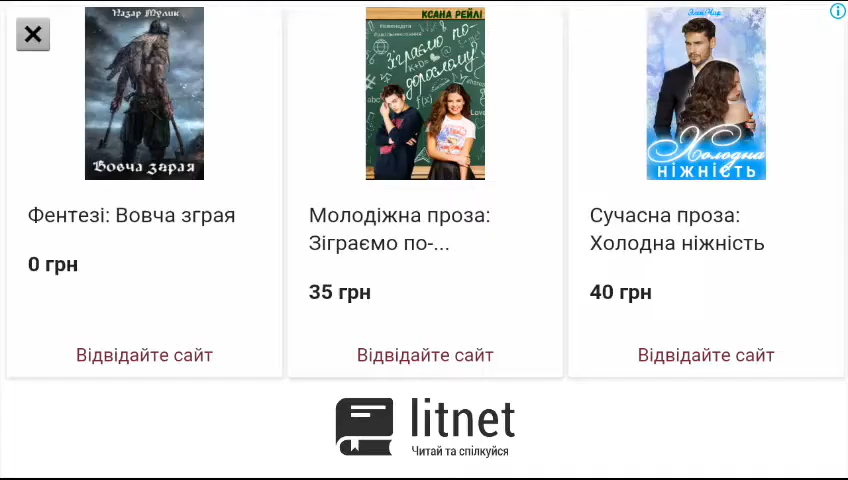 Назар Мулик
Вовча зграя
Фентезі: Вовча зграя
0 грн
Відвідайте сайт
КСАНА РЕЙЛІ
Зіграємо по-
дорослому!
K+D=
abc
f(x)
Молодіжна проза:
Зіграємо по-...
35 грн
Відвідайте сайт
Холодна
НІЖНІСТЬ
Сучасна проза:
Холодна ніжність
40 грн
Відвідайте сайт
litnet
Читай та спілкуйся